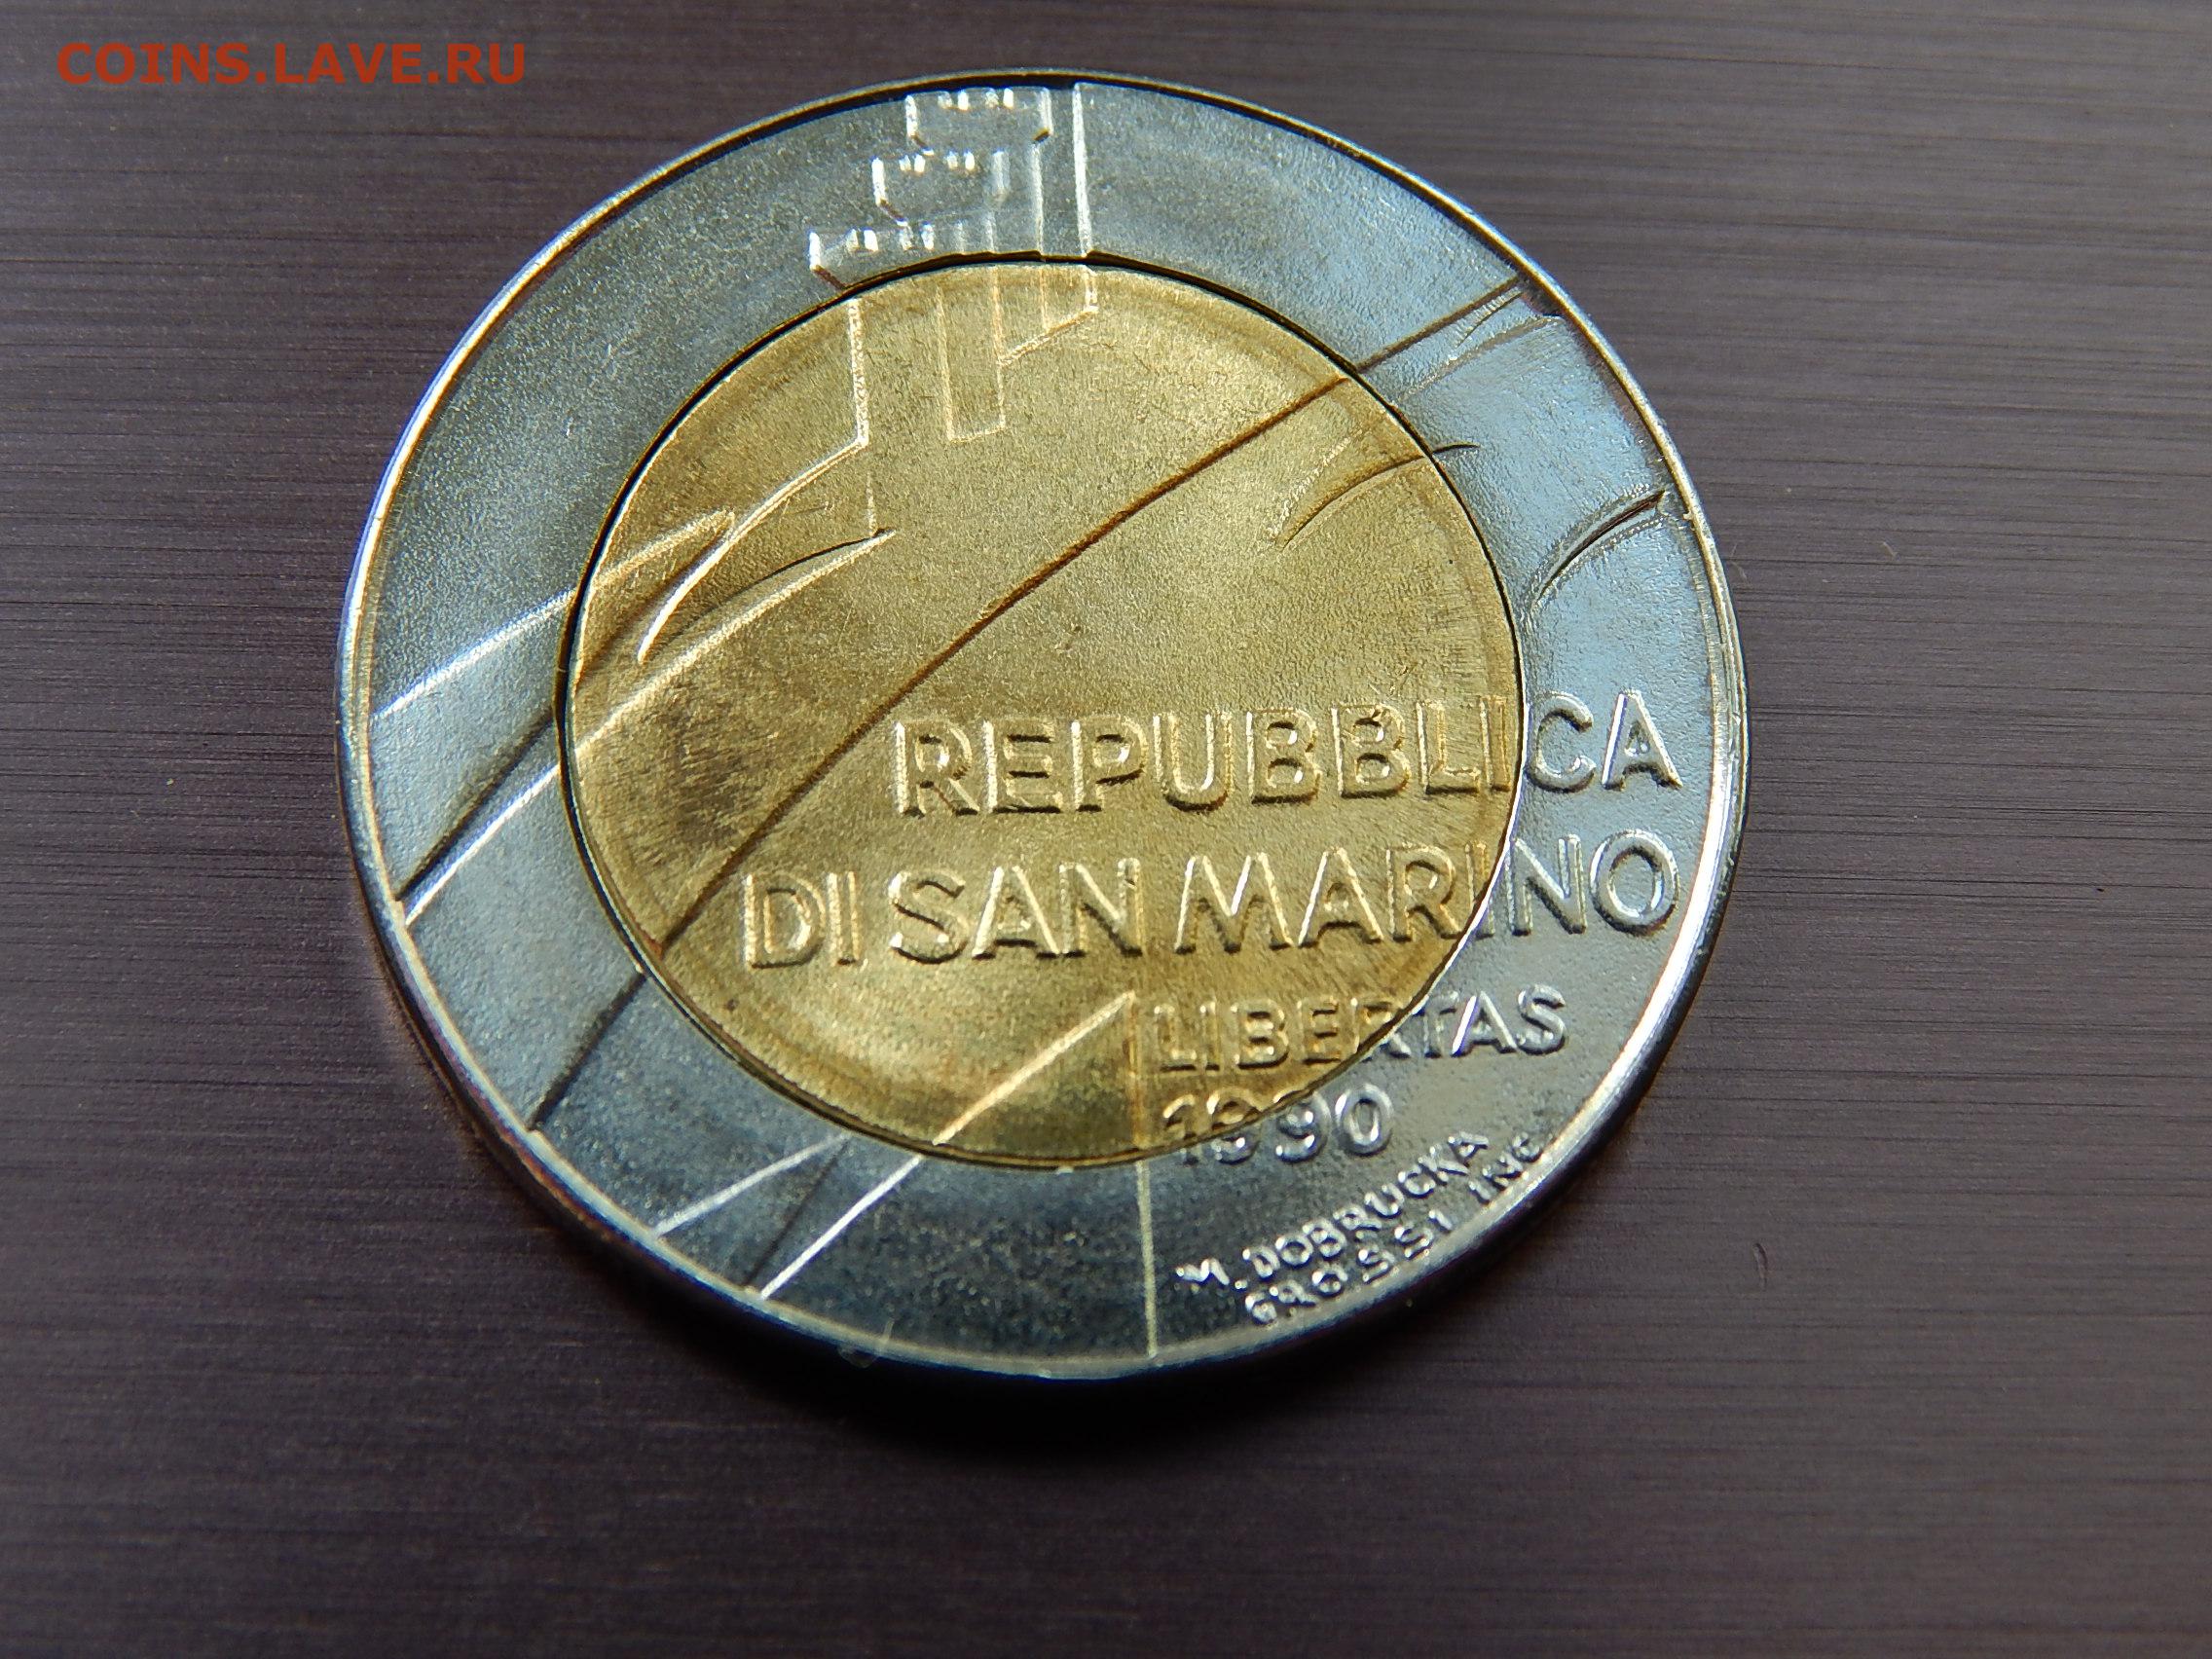 COINS.LAVE.RU
REPUBBLICA
DI SAN MARINO
LIBERTAS
1990
M. DOBRUCKA
GROSSI INC.